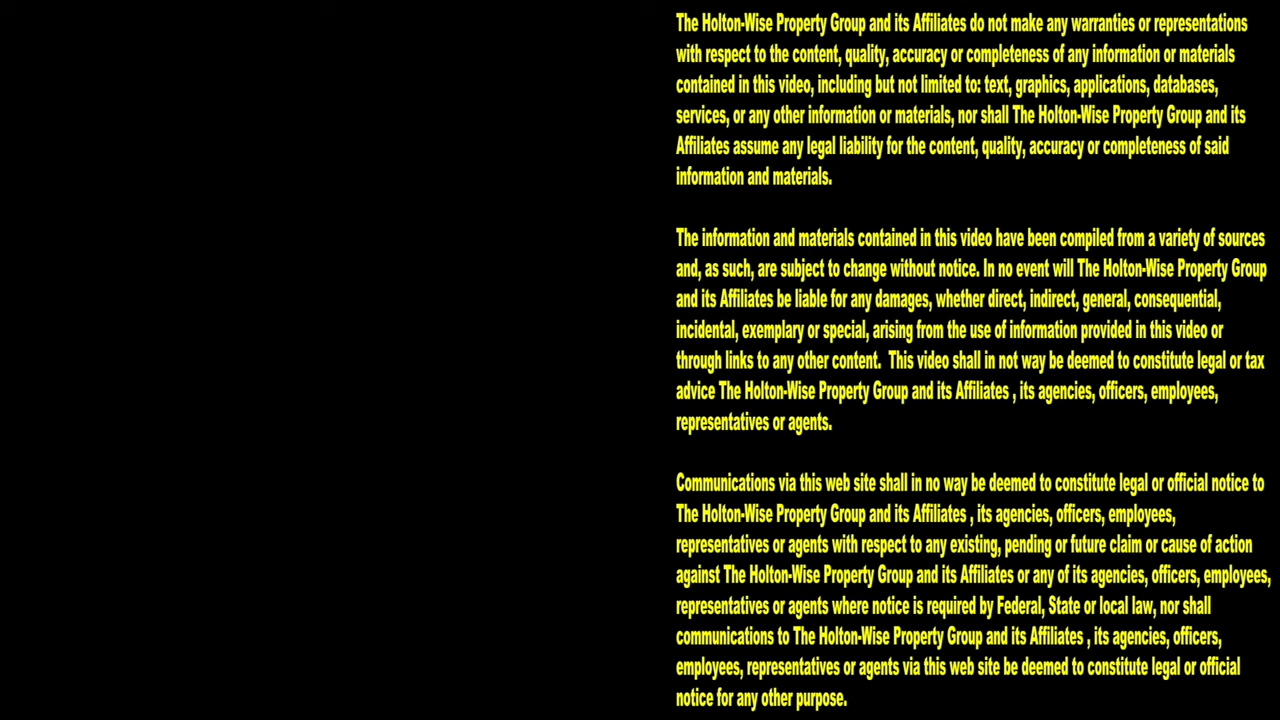 The Holton-Wise Property Group and its Affiliates do not make any warranties or representations
with respect to the content, quality, accuracy or completeness of any information or materials
contained in this video, including but not limited to: text, graphics, applications, databases,
services, or any other information or materials, nor shall The Holton-Wise Property Group and its
Affiliates assume any legal liability for the content, quality, accuracy or completeness of said
information and materials.
The information and materials contained in this video have been compiled from a variety of sources
and, as such, are subject to change without notice. In no event will The Holton-Wise Property Group
and its Affiliates be liable for any damages, whether direct, indirect, general, consequential,
incidental, exemplary or special, arising from the use of information provided in this video or
through links to any other content. This video shall in not way be deemed to constitute legal or tax
advice The Holton-Wise Property Group and its Affiliates , its agencies, officers, employees,
representatives or agents.
Communications via this web site shall in no way be deemed to constitute legal or official notice to
The Holton-Wise Property Group and its Affiliates , its agencies, officers, employees,
representatives or agents with respect to any existing, pending or future claim or cause of action
against The Holton-Wise Property Group and its Affiliates or any of its agencies, officers, employees,
representatives or agents where notice is required by Federal, State or local law, nor shall
communications to The Holton-Wise Property Group and its Affiliates , its agencies, officers,
employees, representatives or agents via this web site be deemed to constitute legal or official
notice for any other purpose.